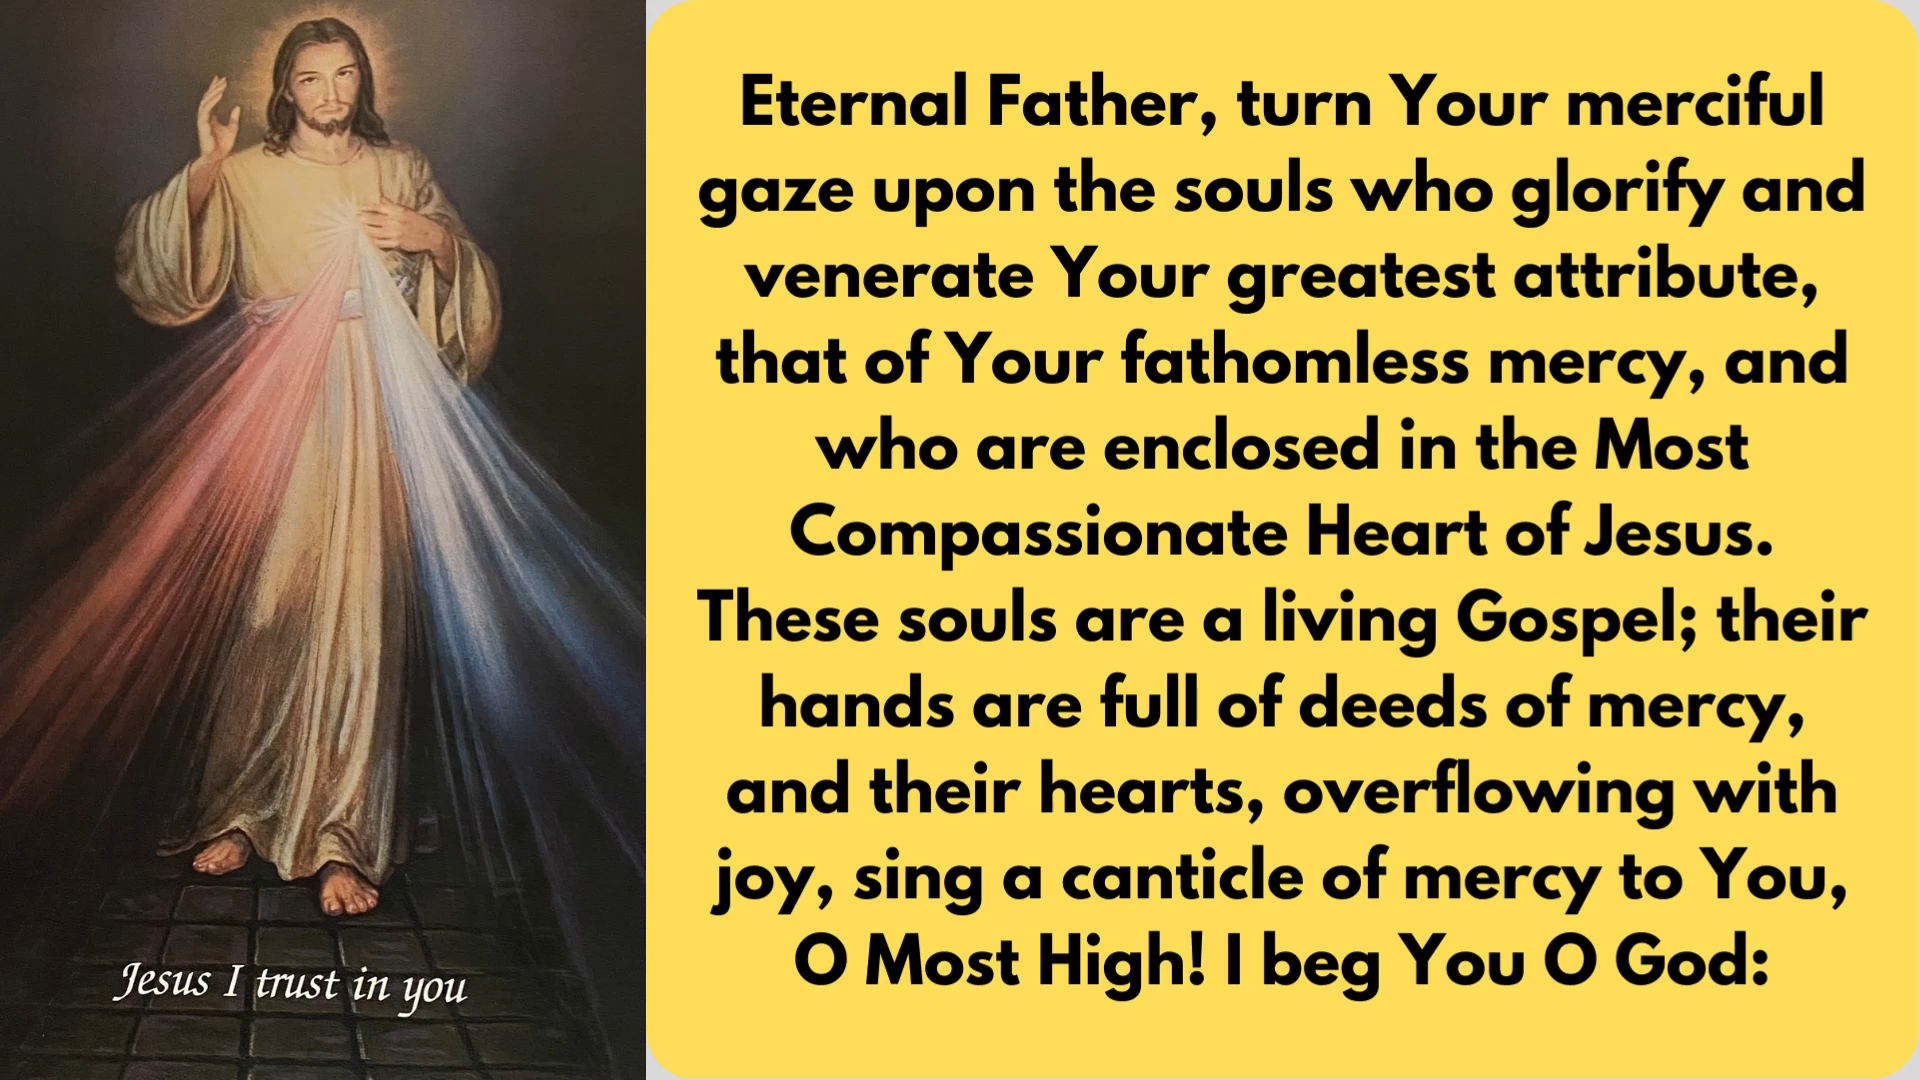 Eternal Father, turn Your merciful
gaze upon the souls who glorify and
venerate Your greatest attribute,
that of Your fathomless mercy, and
who are enclosed in the Most
Compassionate Heart of Jesus.
These souls are a living Gospel; their
hands are full of deeds of mercy,
and their hearts, overflowing with
joy, sing a canticle of mercy to You,
O Most High! I beg You O God:
Jesus I trust in you